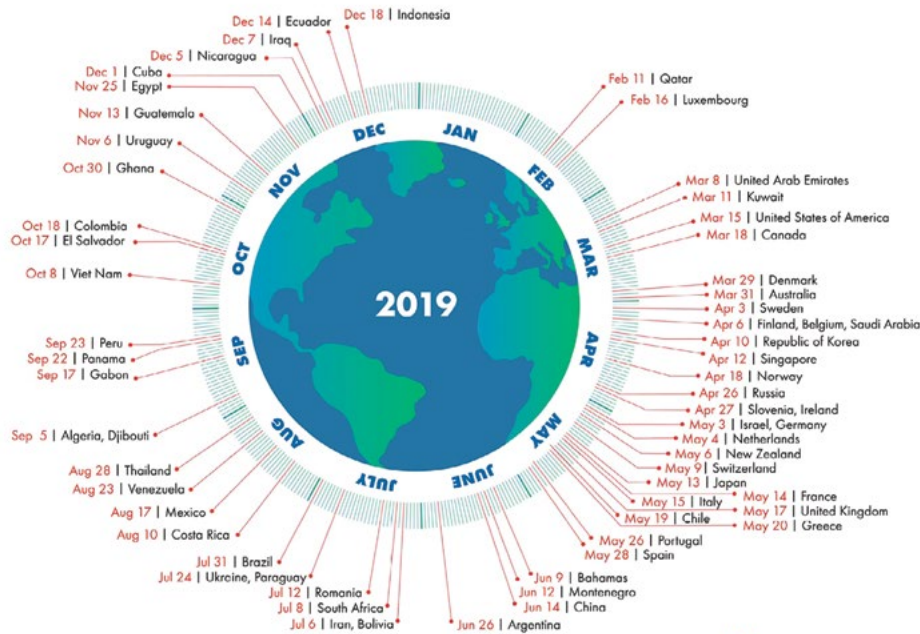 Dec 18 | Indonesia
Dec 14 | Ecuador
Dec 7 | Iraq
Dec 5 | Nicaragua
Dec 1 | Cuba
Nov 25 | Egypt
Nov 13 | Guatemala
Nov 6 | Uruguay
Oct 30 | Ghana
Oct 18 | Colombia
Oct 17 | El Salvador
Oct 8 | Viet Nam
Sep 23 | Peru
Sep 22 | Panama
Sep 17 | Gabon
Sep 5 | Algeria, Djibouti
Aug 28 | Thailand
Aug 23 | Venezuela
Aug 17 | Mexico
Aug 10 | Costa Rica
Jul 31 | Brazil
Jul 24 | Ukraine, Paraguay
Jul 12 | Romania
Jul 8 | South Africa
Jul 6 | Iran, Bolivia
JAN
FEB
MAR
APR
MAY
JUNE
JULY
AUG
SEP
OCT
NOV
DEC
2019
Feb 11 | Qatar
Feb 16 | Luxembourg
Mar 8 | United Arab Emirates
Mar 11 | Kuwait
Mar 15 | United States of America
Mar 18 | Canada
Mar 29 | Denmark
Mar 31 | Australia
Apr 3 | Sweden
Apr 6 | Finland, Belgium, Saudi Arabia
Apr 10 | Republic of Korea
Apr 12 | Singapore
Apr 18 | Norway
Apr 26 | Russia
Apr 27 | Slovenia, Ireland
May 3 | Israel, Germany
May 4 | Netherlands
May 6 | New Zealand
May 9 | Switzerland
May 13 | Japan
May 14 | France
May 15 | Italy
May 17 | United Kingdom
May 19 | Chile
May 20 | Greece
May 26 | Portugal
May 28 | Spain
Jun 9 | Bahamas
Jun 12 | Montenegro
Jun 14 | China
Jun 26 | Argentina